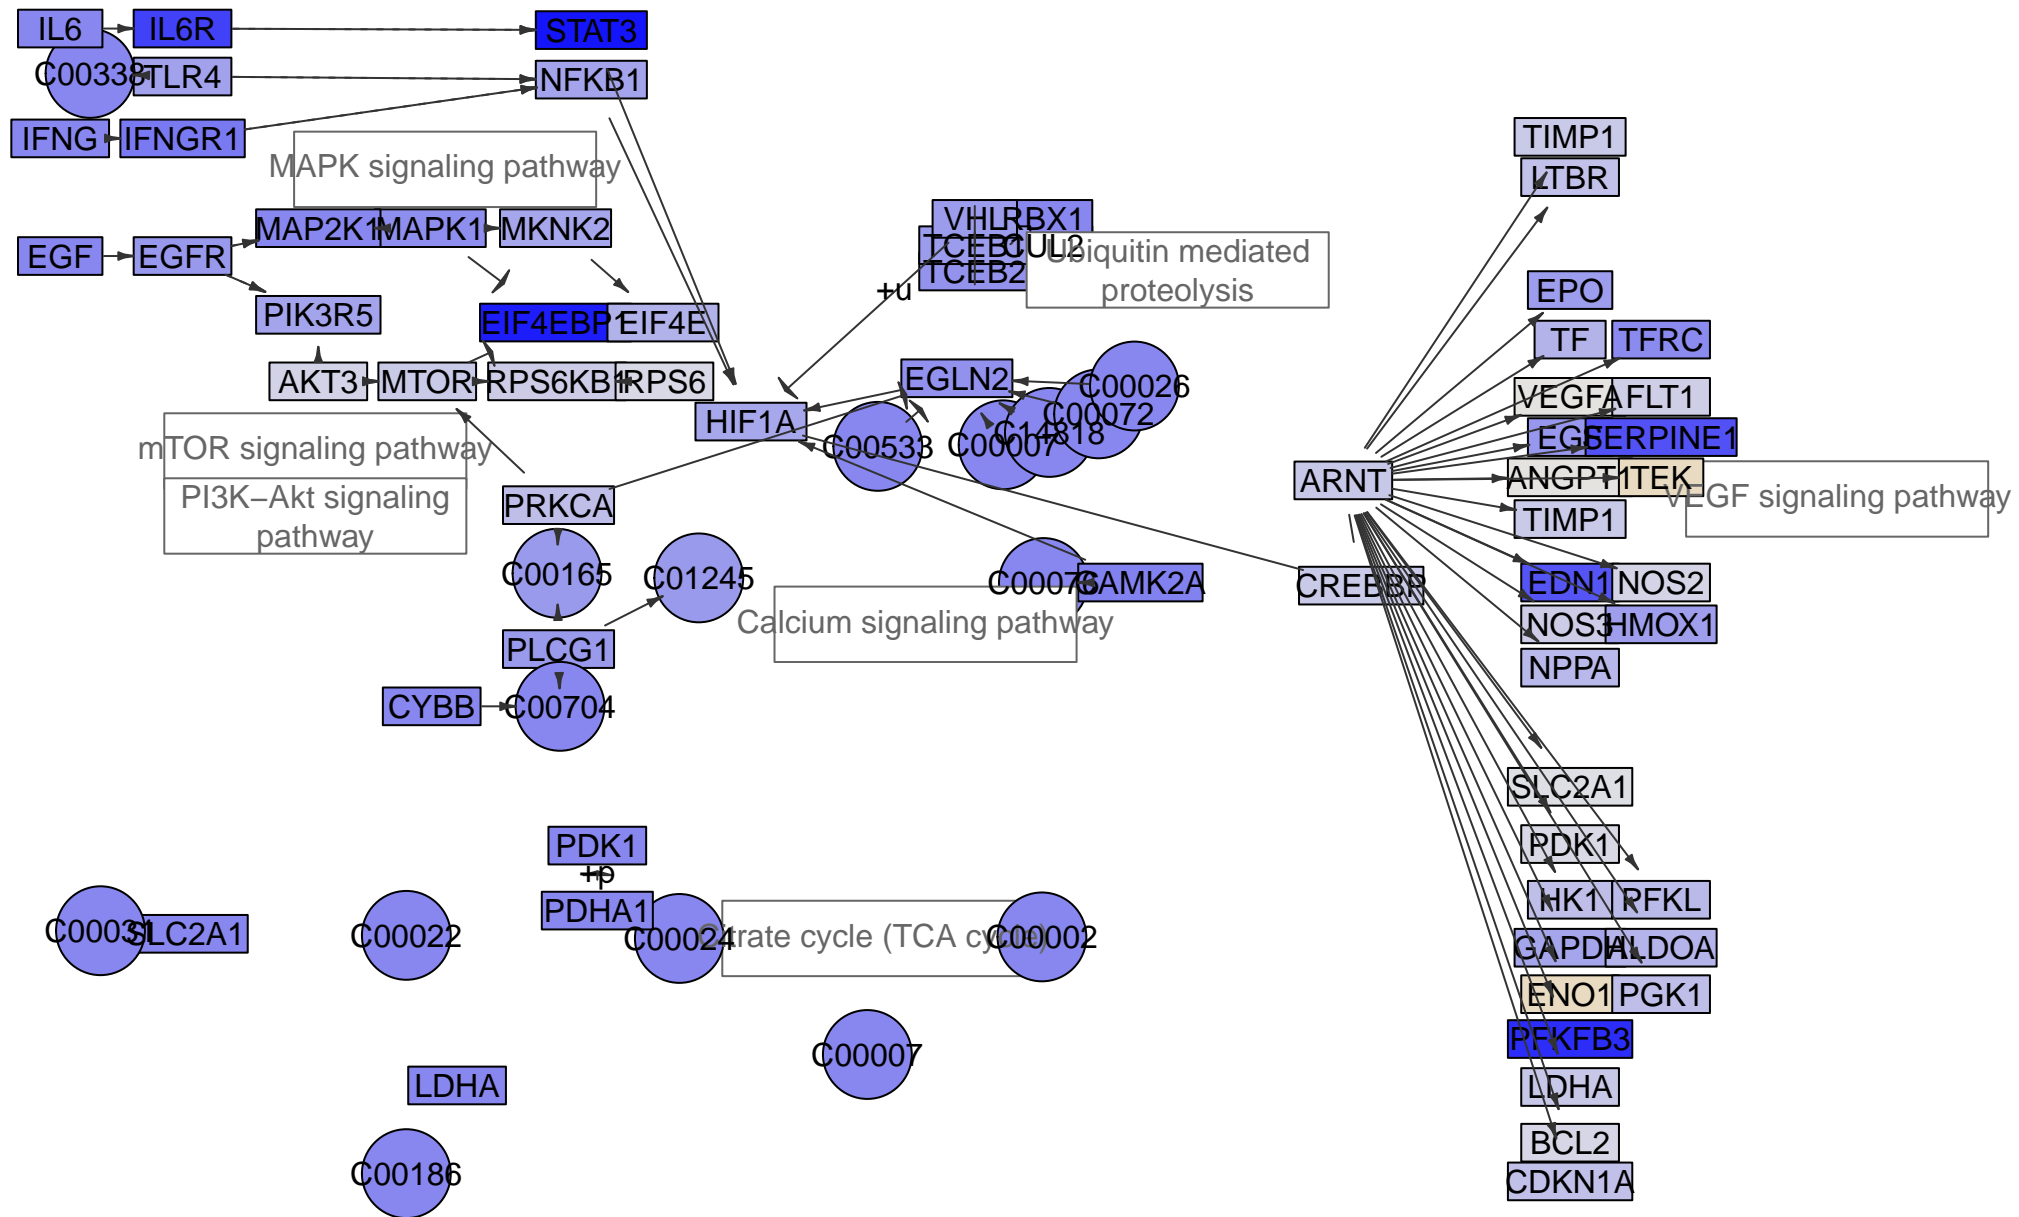 IL6
IL6R
STAT3
C00338
TLR4
NFKB1
IFNG
IFNGR1
TIMP1
MAPK signaling pathway
LTBR
MAP2K1
MAPK1
MKNK2
VHL
RBX1
EGF
EGFR
TCEB1
CUL2
Ubiquitin mediated
proteolysis
TCEB2
+u
EPO
PIK3R5
EIF4EBP1
EIF4E
TF
TFRC
AKT3
MTOR
RPS6KB1
RPS6
EGLN2
C00026
HIF1A
C00072
VEGFA
FLT1
C00533
C00007
C14818
EGF
SERPINE1
mTOR signaling pathway
ARNT
ANGPT1
TEK
VEGF signaling pathway
PI3K−Akt signaling
pathway
PRKCA
TIMP1
C00165
C01245
C00076
CAMK2A
CREBBP
EDN1
NOS2
Calcium signaling pathway
NOS3
HMOX1
PLCG1
NPPA
CYBB
C00704
SLC2A1
PDK1
PDK1
+p
HK1
PFKL
PDHA1
C00031
SLC2A1
C00022
C00024
Citrate cycle (TCA cycle)
C00002
GAPDH
ALDOA
ENO1
PGK1
PFKFB3
C00007
LDHA
LDHA
BCL2
C00186
CDKN1A